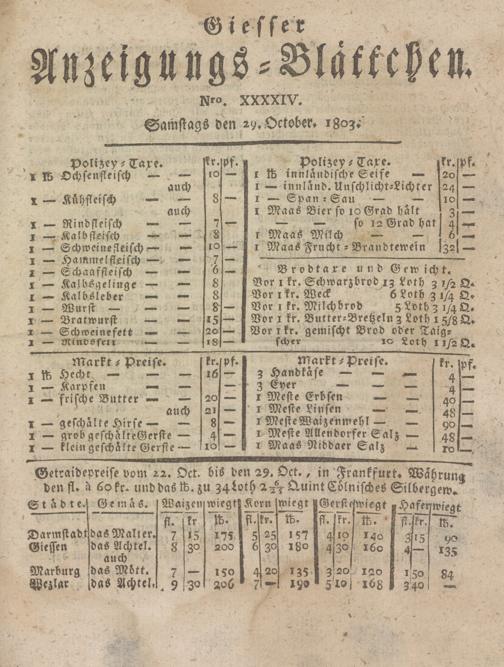 Giesser
Anzeigungs-Blättchen.
Nro. XXXXIV.
Samstags den 29. October. 1803.
Polizey-Taxe. kr. pf.
1 ℔ Ochsenfleisch — — 10 —
auch
1 — Kühfleisch — — 8 —
auch
1 — Rindfleisch — — 7 —
1 — Kalbfleisch — — 8 —
1 — Schweinefleisch — — 10 —
1 — Hammelfleisch — — 7 —
1 — Schaaffleisch — — 6 —
1 — Kalbsgelinge — — 8 —
1 — Kalbsleber — — 8 —
1 — Wurst — — 8 —
1 — Bratwurst — — 15 —
1 — Schweinefett — — 20 —
1 — Rindsfett — — 18 —
Polizey-Taxe. kr. pf.
1 ℔ innländische Seife — 20 —
1 — innländ. Unschlicht-Lichter 24 —
1 — Span-Sau — — 10 —
1 Maas Bier so 10 Grad hält 3 —
— — so 12 Grad hat 4 —
1 Maas Milch — — 6 —
1 Maas Frucht-Brandtewein 32 —
Brodtaxe und Gewicht.
Vor 1 kr. Schwarzbrod 13 Loth 3 1/2 Q.
Vor 1 kr. Weck 6 Loth 3 1/4 Q.
Vor 1 kr. Milchbrod 5 Loth 3 1/4 Q.
Vor 1 kr. Butter-Bretzeln 3 Loth 1 5/8 Q.
Vor 1 kr. gemischt Brod oder Taig-
scher 10 Loth 1 1/2 Q.
Markt-Preise. kr. pf.
1 ℔ Hecht — — 16 —
1 — Karpfen — —
1 — frische Butter — — 20 —
auch 21 —
1 — geschälte Hirse — — 8 —
1 — grob geschälte Gerste — 4 —
1 — klein geschälte Gerste — 10 —
Markt-Preise. kr. pf.
3 Handkäse — — 4 —
3 Eyer — — 4 —
1 Meste Erbsen — — 40 —
1 Meste Linsen — — 48 —
1 Meste Waizenwehl — — 90 —
1 Meste Allendorfer Salz — 48 —
1 Maas Niddaer Salz — 10 —
Getraidepreise vom 22. Oct. bis den 29. Oct., in Frankfurt. Währung
den fl. à 60 kr. und das ℔. zu 34 Loth Quint Cölnisches Silbergew.
Städte. Gemäs. Waizen wiegt Korn wiegt Gerste wiegt Hafer wiegt
fl. kr. ℔. fl. kr. ℔. fl. kr. ℔. fl. kr. ℔.
Darmstadt das Malter. 7 15 175 5 25 157 4 10 140 3 15 90
Giessen das Achtel. 8 30 200 6 30 180 4 30 160 4 — 135
auch
Marburg das Mött. 7 — 150 4 20 135 3 20 120 1 50 84
Wezlar das Achtel. 9 30 206 7 — 190 5 10 168 3 40 —